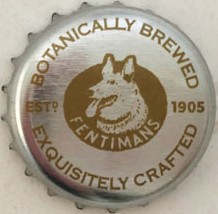 BOTANICALLY BREWED
ESTD 1905
FENTIMANS
EXQUISITELY CRAFTED